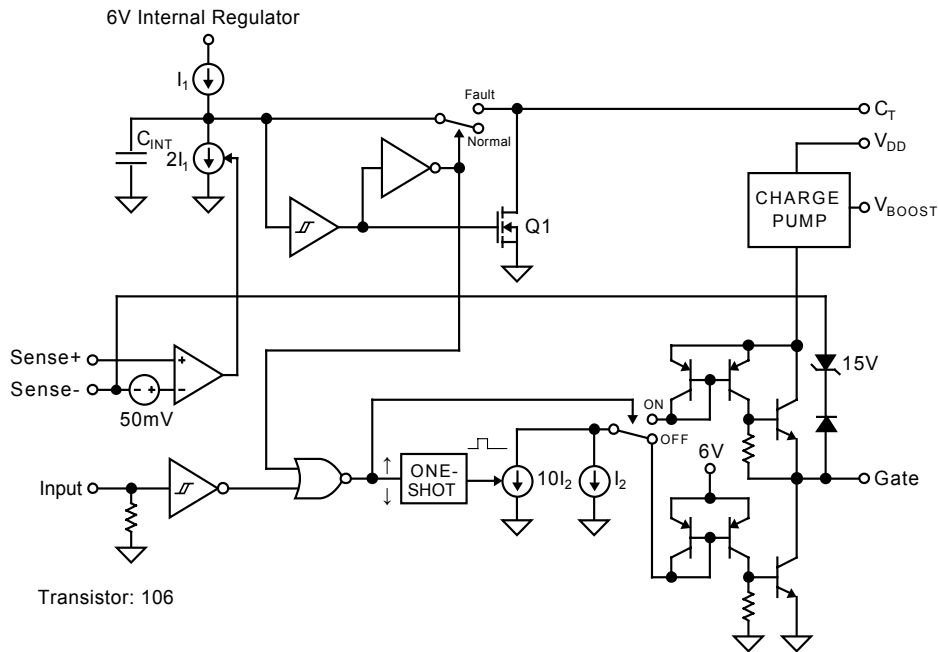 6V Internal Regulator
I1
Fault
CT
Normal
CINT
2I1
VDD
CHARGE
PUMP
VBOOST
Q1
Sense+
+
15V
Sense-
- +
-
50mV
ON
OFF
6V
Input
↑
↓
ONE-
SHOT
10I2
I2
Gate
Transistor: 106